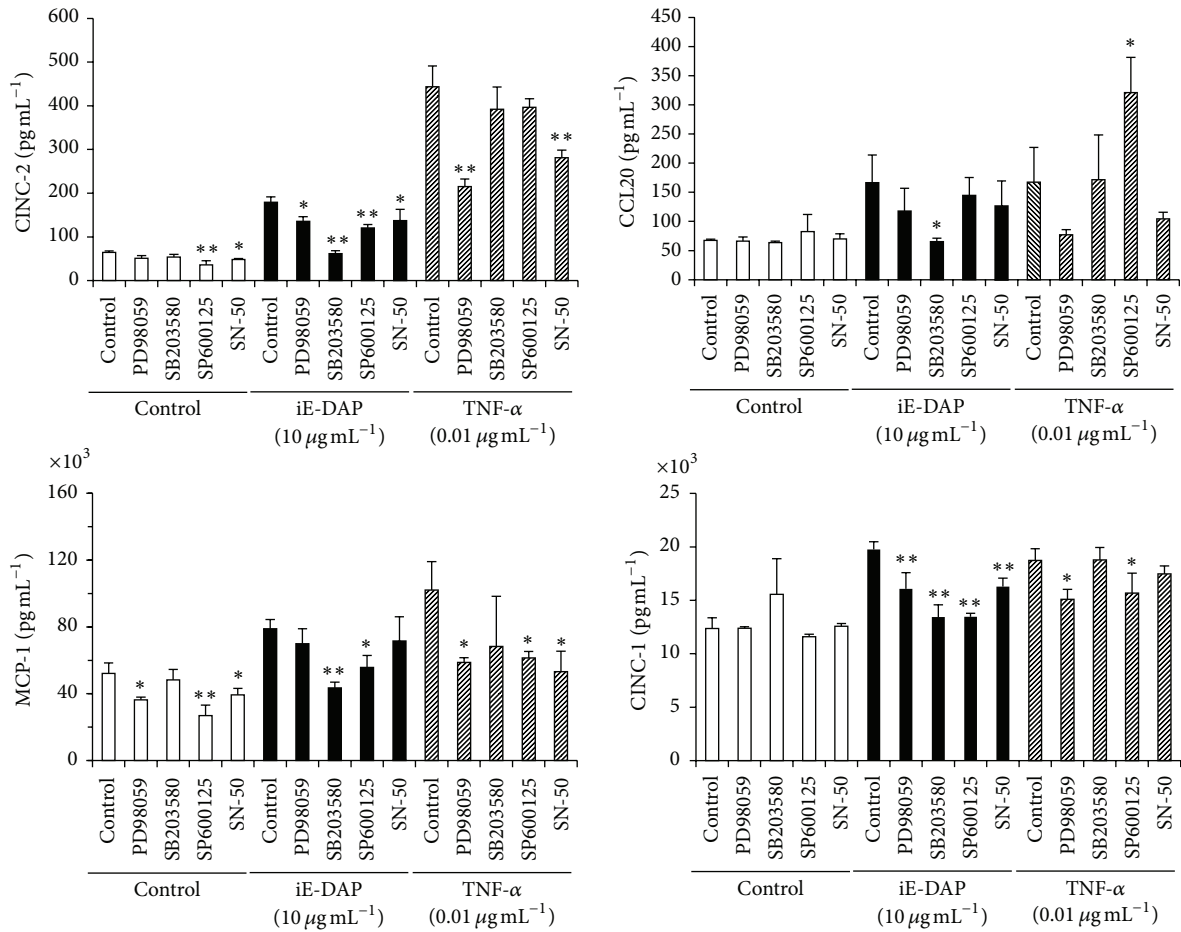 600
500
400
300
200
100
0
CINC-2 (pg mL⁻¹)
** * * ** ** * ** **
Control PD98059 SB203580 SP600125 SN-50 Control PD98059 SB203580 SP600125 SN-50 Control PD98059 SB203580 SP600125 SN-50
Control iE-DAP TNF-α
(10 μg mL⁻¹) (0.01 μg mL⁻¹)
450
400
350
300
250
200
150
100
50
0
CCL20 (pg mL⁻¹)
* *
Control PD98059 SB203580 SP600125 SN-50 Control PD98059 SB203580 SP600125 SN-50 Control PD98059 SB203580 SP600125 SN-50
Control iE-DAP TNF-α
(10 μg mL⁻¹) (0.01 μg mL⁻¹)
×10³
160
120
80
40
0
MCP-1 (pg mL⁻¹)
* ** * ** * * * *
Control PD98059 SB203580 SP600125 SN-50 Control PD98059 SB203580 SP600125 SN-50 Control PD98059 SB203580 SP600125 SN-50
Control iE-DAP TNF-α
(10 μg mL⁻¹) (0.01 μg mL⁻¹)
×10³
25
20
15
10
5
0
CINC-1 (pg mL⁻¹)
** ** ** ** * *
Control PD98059 SB203580 SP600125 SN-50 Control PD98059 SB203580 SP600125 SN-50 Control PD98059 SB203580 SP600125 SN-50
Control iE-DAP TNF-α
(10 μg mL⁻¹) (0.01 μg mL⁻¹)